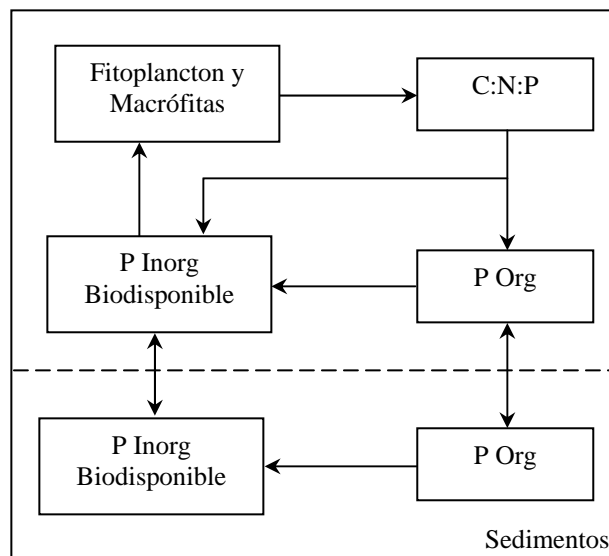 Fitoplancton y
Macrófitas
C:N:P
P Inorg
Biodisponible
P Org
P Inorg
Biodisponible
P Org
Sedimentos